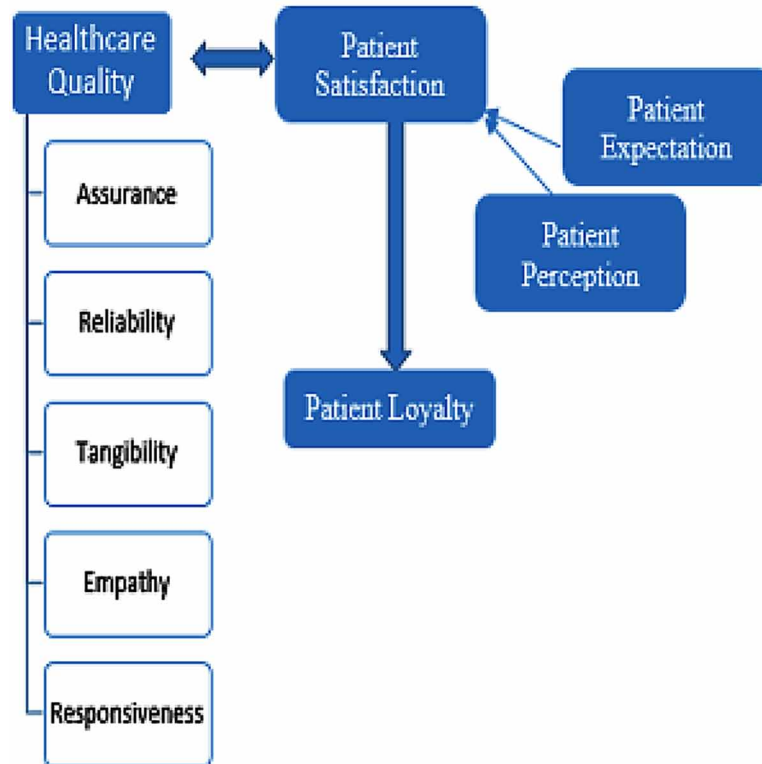 Healthcare
Quality
Patient
Satisfaction
Patient
Expectation
Patient
Perception
Assurance
Reliability
Patient Loyalty
Tangibility
Empathy
Responsiveness